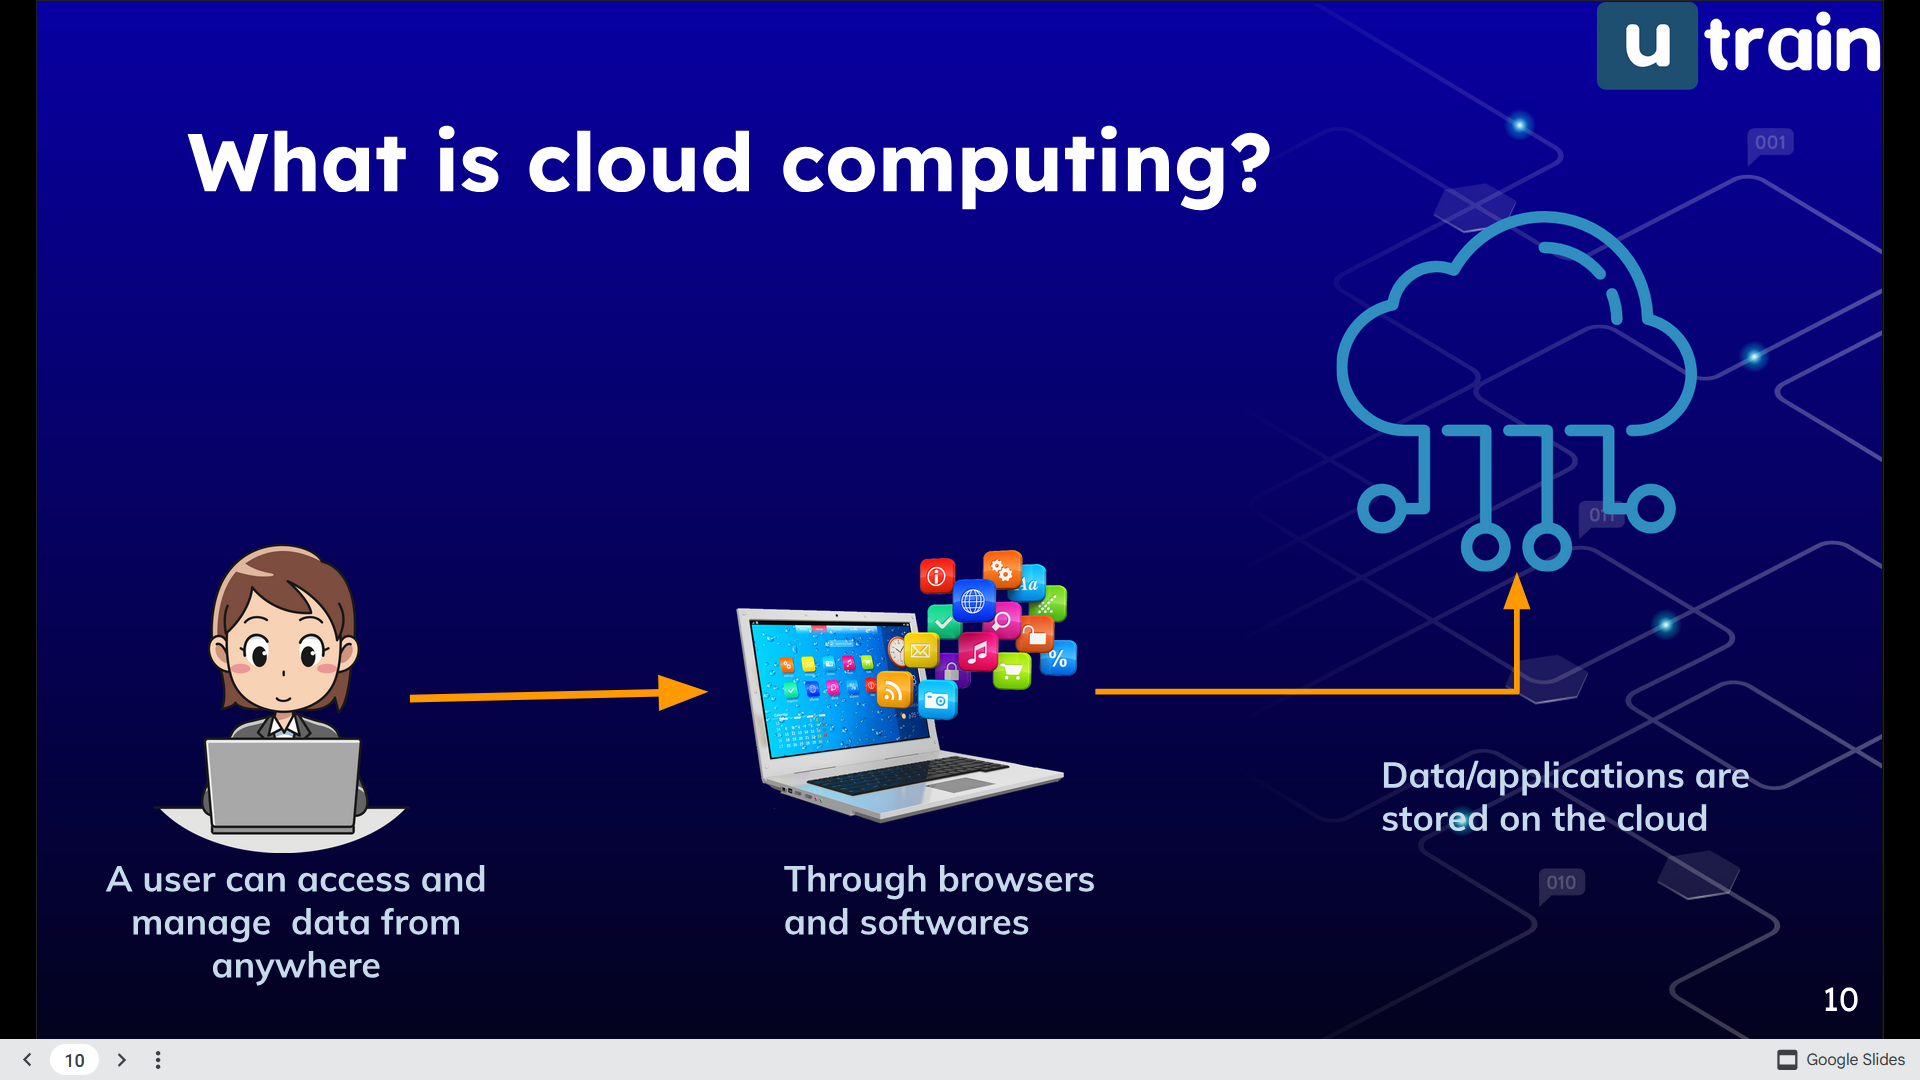 u train
What is cloud computing?
001
011
Aa
%
Data/applications are
stored on the cloud
A user can access and
manage  data from
anywhere
Through browsers
and softwares
010
10
10
Google Slides